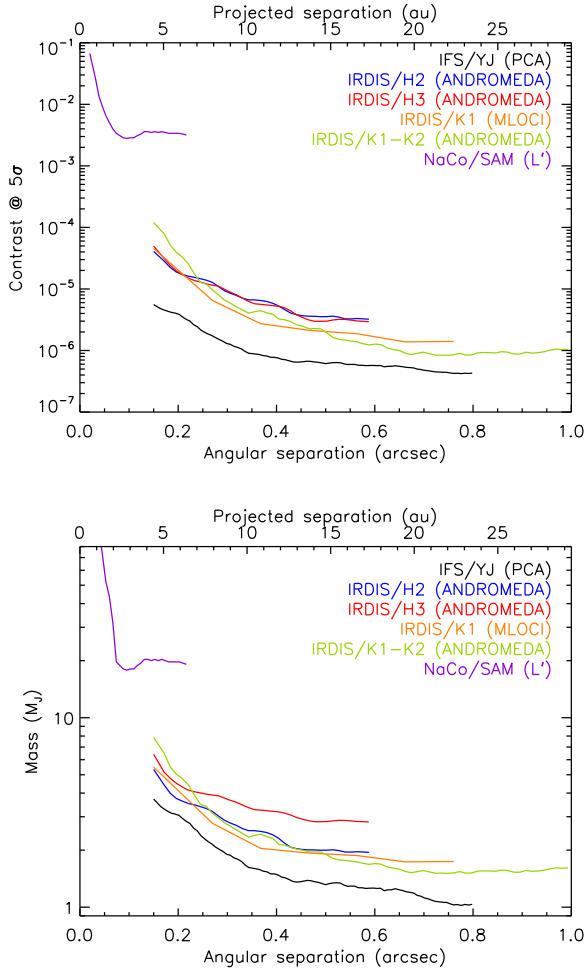 Projected separation (au)
0 5 10 15 20 25
10⁻¹
10⁻²
10⁻³
10⁻⁴
10⁻⁵
10⁻⁶
10⁻⁷
Contrast @ 5σ
IFS/YJ (PCA)
IRDIS/H2 (ANDROMEDA)
IRDIS/H3 (ANDROMEDA)
IRDIS/K1 (MLOCI)
IRDIS/K1−K2 (ANDROMEDA)
NaCo/SAM (L')
0.0 0.2 0.4 0.6 0.8 1.0
Angular separation (arcsec)
Projected separation (au)
0 5 10 15 20 25
10
1
Mass (M_J)
IFS/YJ (PCA)
IRDIS/H2 (ANDROMEDA)
IRDIS/H3 (ANDROMEDA)
IRDIS/K1 (MLOCI)
IRDIS/K1−K2 (ANDROMEDA)
NaCo/SAM (L')
0.0 0.2 0.4 0.6 0.8 1.0
Angular separation (arcsec)